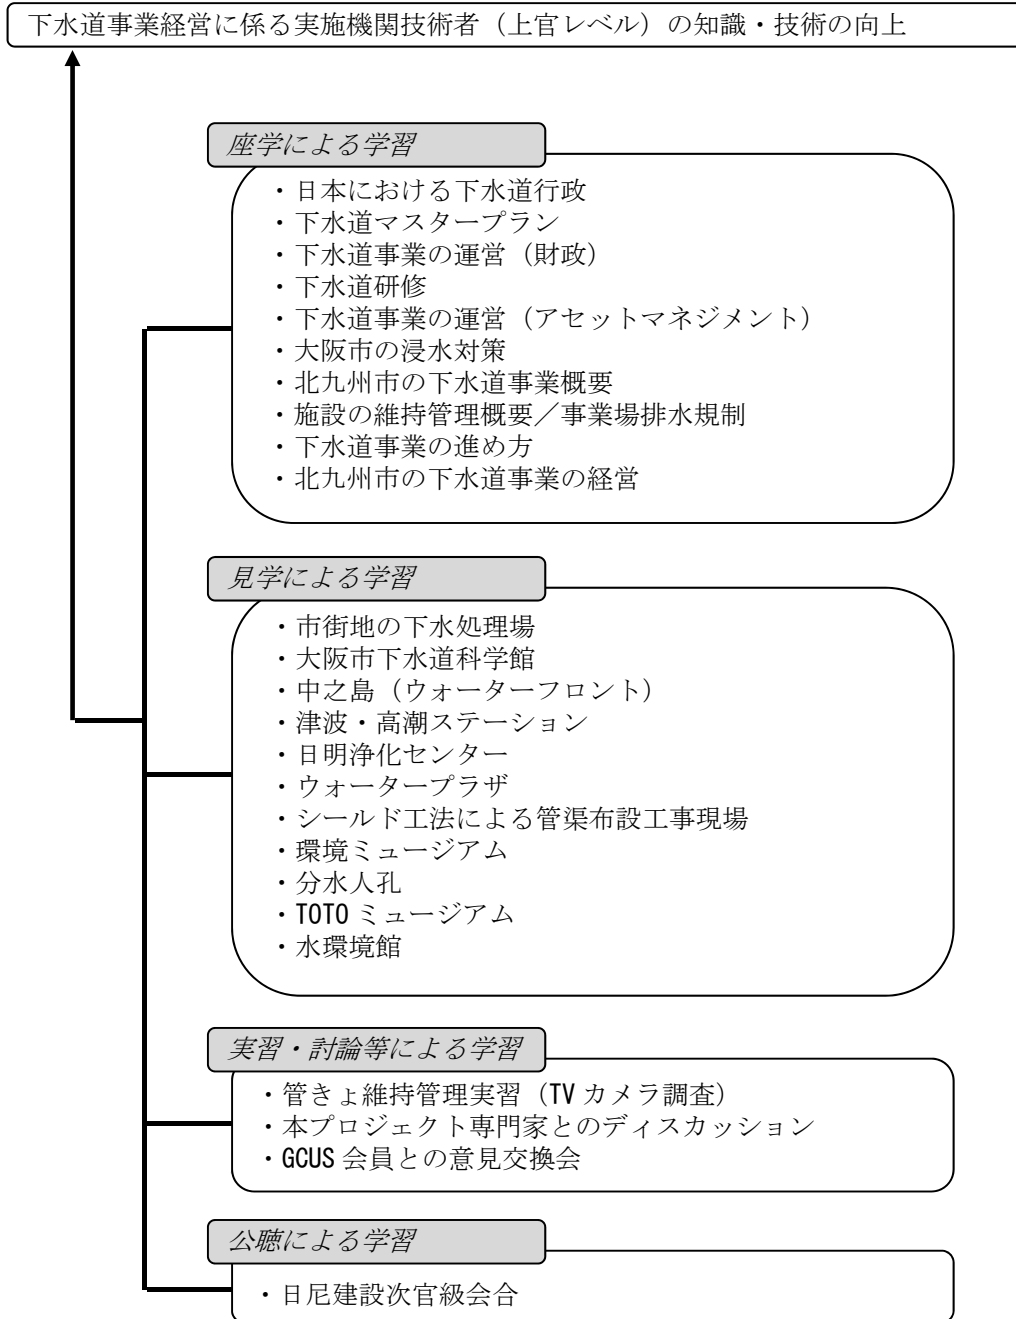 下水道事業経営に係る実施機関技術者（上官レベル）の知識・技術の向上
座学による学習
・日本における下水道行政
・下水道マスタープラン
・下水道事業の運営（財政）
・下水道研修
・下水道事業の運営（アセットマネジメント）
・大阪市の浸水対策
・北九州市の下水道事業概要
・施設の維持管理概要／事業場排水規制
・下水道事業の進め方
・北九州市の下水道事業の経営
見学による学習
・市街地の下水処理場
・大阪市下水道科学館
・中之島（ウォーターフロント）
・津波・高潮ステーション
・日明浄化センター
・ウォータープラザ
・シールド工法による管渠布設工事現場
・環境ミュージアム
・分水人孔
・TOTO ミュージアム
・水環境館
実習・討論等による学習
・管きょ維持管理実習（TV カメラ調査）
・本プロジェクト専門家とのディスカッション
・GCUS 会員との意見交換会
公聴による学習
・日尼建設次官級会合